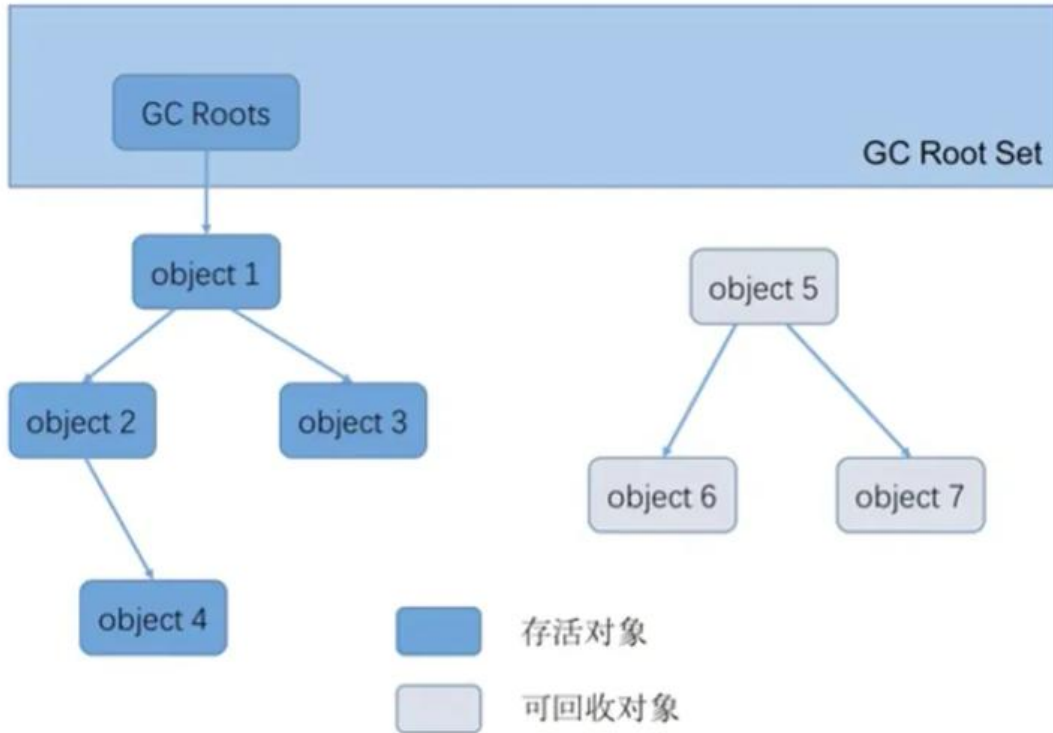 GC Roots
GC Root Set
object 1
object 5
object 2
object 3
object 6
object 7
object 4
存活对象
可回收对象